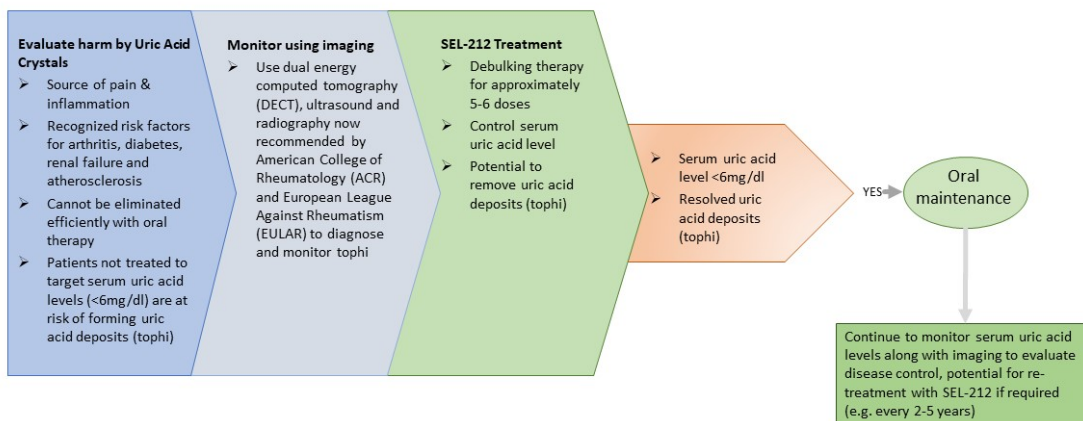 Evaluate harm by Uric Acid
Crystals
➢ Source of pain &
inflammation
➢ Recognized risk factors
for arthritis, diabetes,
renal failure and
atherosclerosis
➢ Cannot be eliminated
efficiently with oral
therapy
➢ Patients not treated to
target serum uric acid
levels (<6mg/dl) are at
risk of forming uric
acid deposits (tophi)
Monitor using imaging
➢ Use dual energy
computed tomography
(DECT), ultrasound and
radiography now
recommended by
American College of
Rheumatology (ACR)
and European League
Against Rheumatism
(EULAR) to diagnose
and monitor tophi
SEL-212 Treatment
➢ Debulking therapy
for approximately
5-6 doses
➢ Control serum
uric acid level
➢ Potential to
remove uric acid
deposits (tophi)
➢ Serum uric acid
level <6mg/dl
➢ Resolved uric
acid deposits
(tophi)
YES
Oral
maintenance
Continue to monitor serum uric acid
levels along with imaging to evaluate
disease control, potential for re-
treatment with SEL-212 if required
(e.g. every 2-5 years)